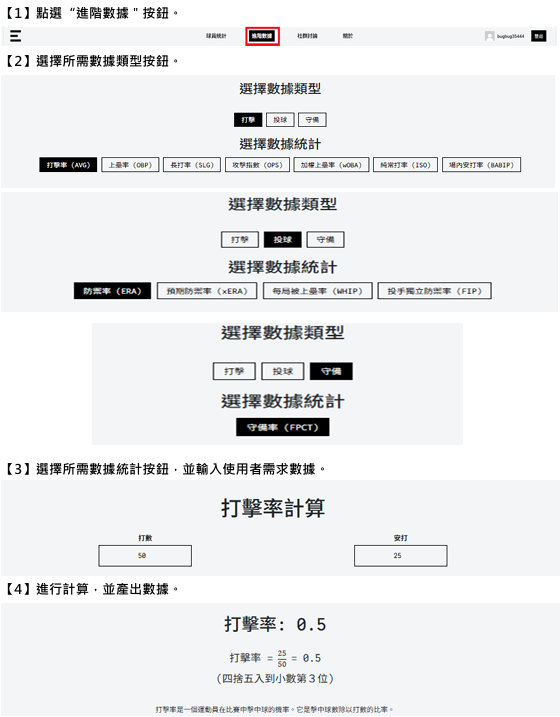 【1】點選“進階數據＂按鈕。
球員統計 進階數據 社群討論 關於 bugbug35444 登出
【2】選擇所需數據類型按鈕。
選擇數據類型
打擊 投球 守備
選擇數據統計
打擊率 (AVG) 上壘率 (OBP) 長打率 (SLG) 攻擊指數 (OPS) 加權上壘率 (wOBA) 純常打率 (ISO) 場內安打率 (BABIP)
選擇數據類型
打擊 投球 守備
選擇數據統計
防禦率 (ERA) 預期防禦率 (xERA) 每局被上壘率 (WHIP) 投手獨立防禦率 (FIP)
選擇數據類型
打擊 投球 守備
選擇數據統計
守備率 (FPCT)
【3】選擇所需數據統計按鈕，並輸入使用者需求數據。
打擊率計算
打數 安打
50 25
【4】進行計算，並產出數據。
打擊率: 0.5
打擊率 = 25/50 = 0.5
(四捨五入到小數第３位)
打擊率是一個運動員在比賽中擊中球的機率。它是擊中球數除以打數的比率。